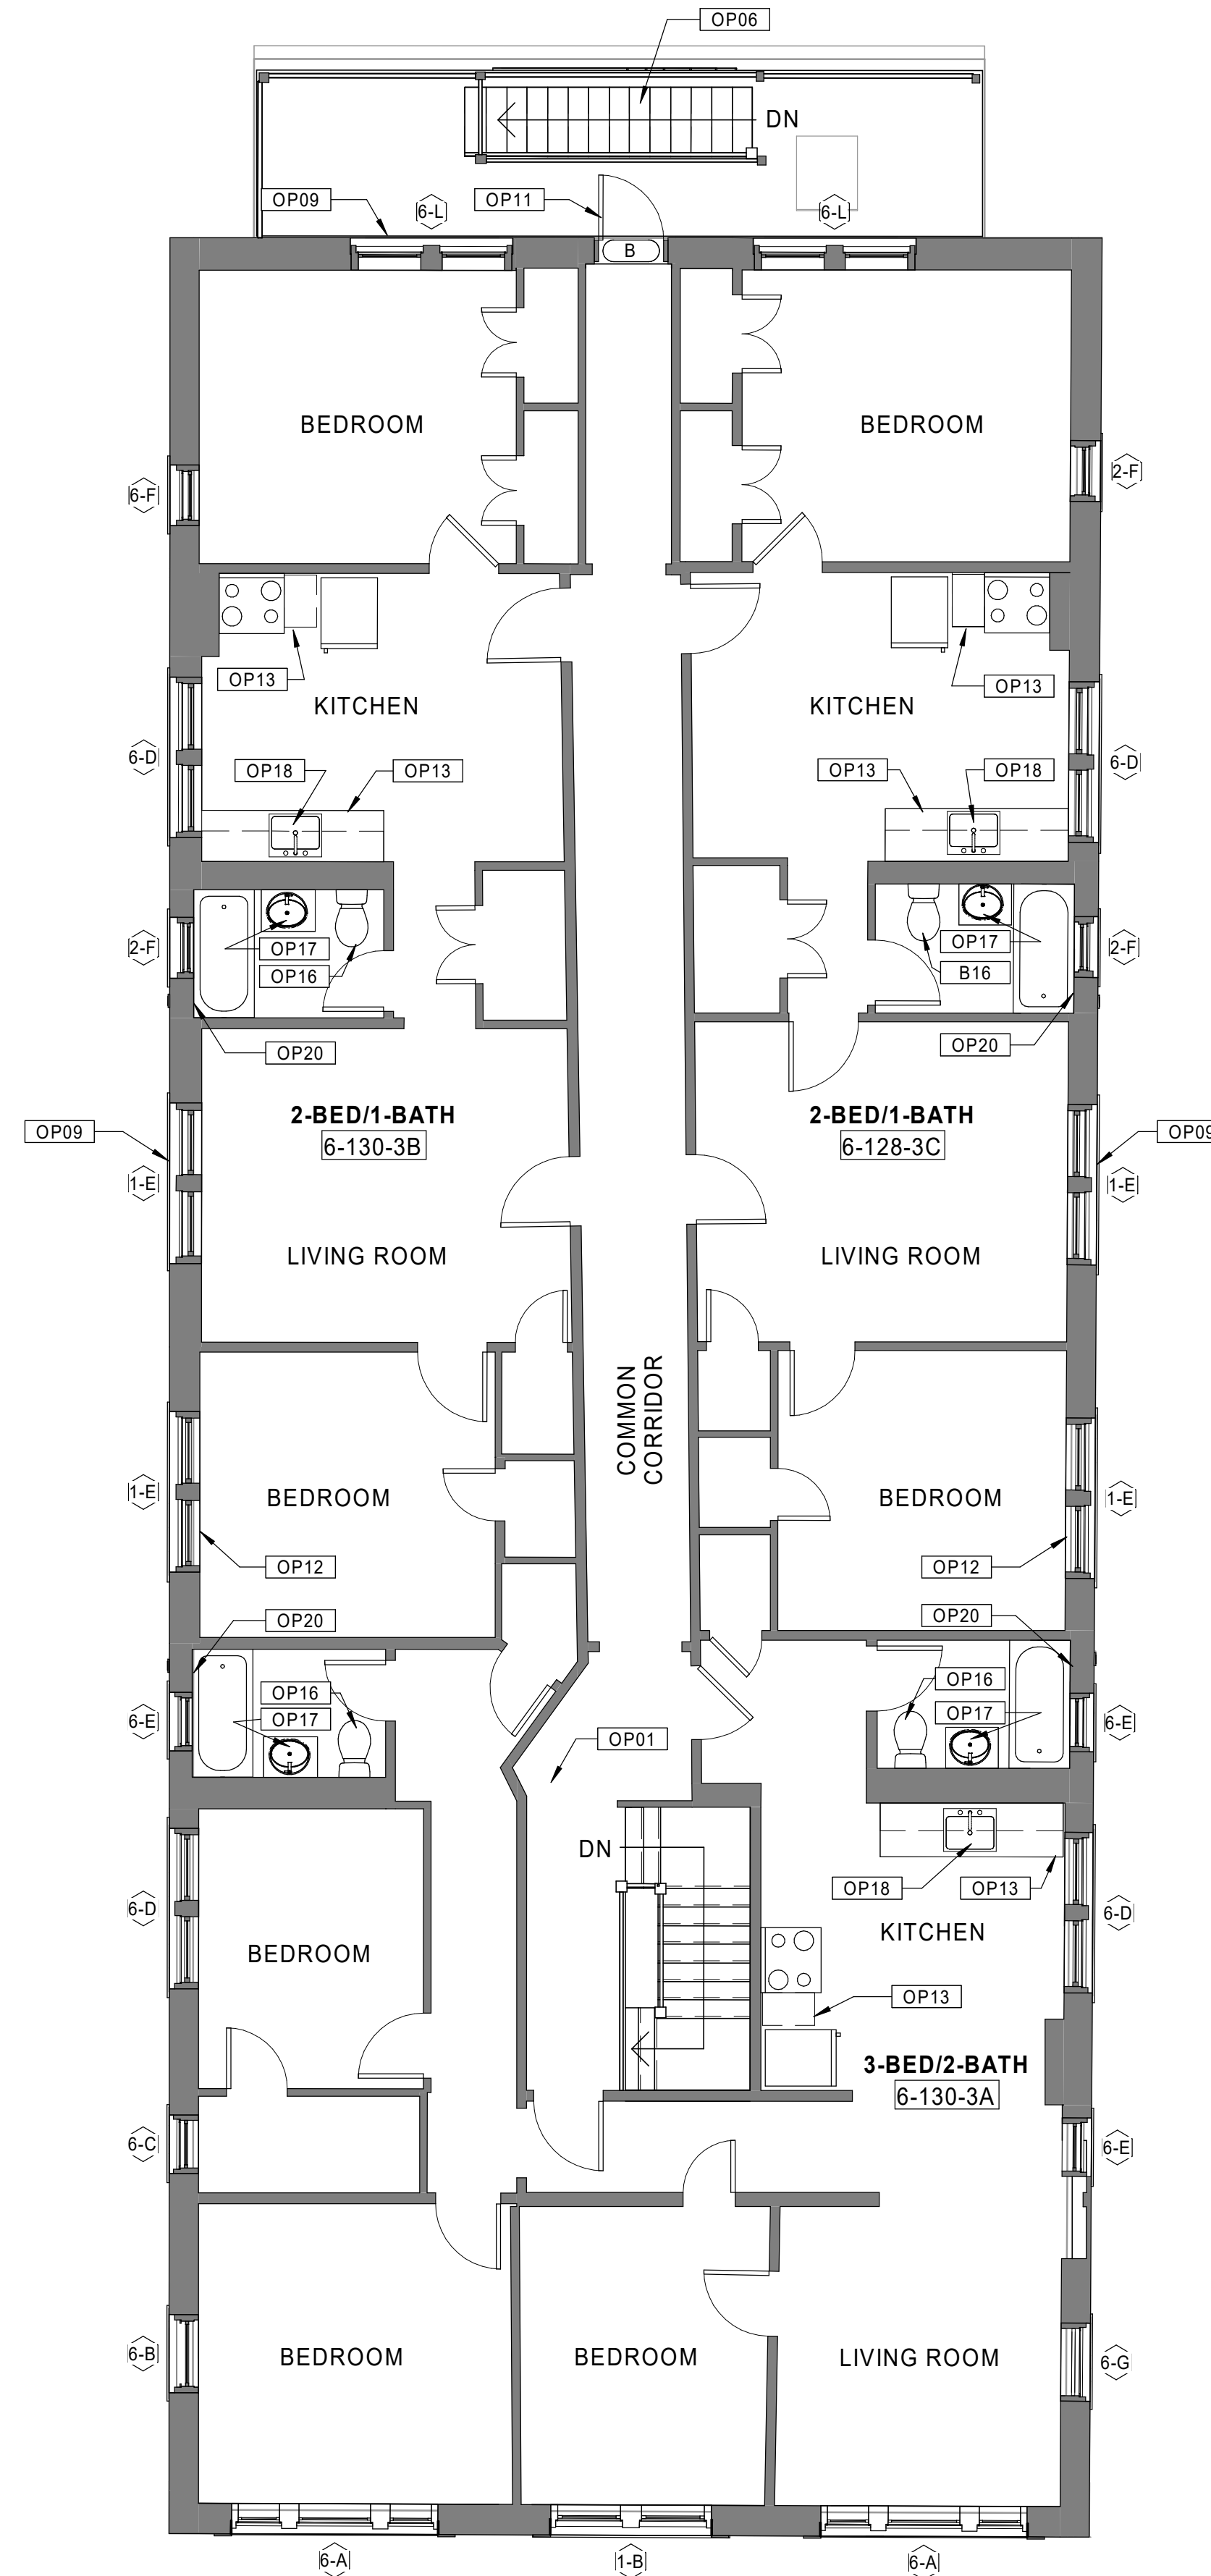 OP06
DN
OP09
6-L
OP11
6-L
B
BEDROOM
BEDROOM
6-F
2-F
OP13
OP13
KITCHEN
KITCHEN
6-D
OP18
OP13
OP13
OP18
6-D
2-F
OP17
OP16
OP17
B16
2-F
OP20
OP20
OP09
2-BED/1-BATH
6-130-3B
2-BED/1-BATH
6-128-3C
OP09
1-E
1-E
LIVING ROOM
LIVING ROOM
COMMON
CORRIDOR
1-E
BEDROOM
BEDROOM
1-E
OP12
OP12
OP20
OP20
6-E
OP16
OP17
OP16
OP17
6-E
OP01
DN
OP18
OP13
6-D
6-D
KITCHEN
BEDROOM
OP13
3-BED/2-BATH
6-130-3A
6-C
6-E
6-B
BEDROOM
BEDROOM
LIVING ROOM
6-G
6-A
1-B
6-A